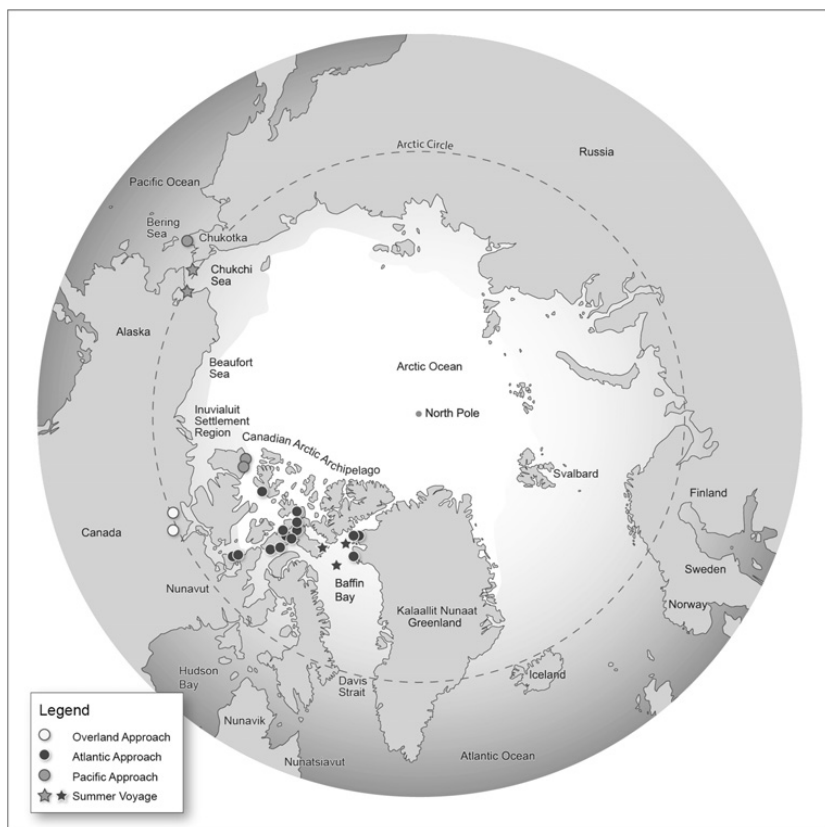 Arctic Circle
Russia
Pacific Ocean
Bering
Sea
Chukotka
Chukchi
Sea
Alaska
Beaufort
Sea
Arctic Ocean
North Pole
Inuvialuit
Settlement
Region
Canadian Arctic Archipelago
Svalbard
Finland
Canada
Sweden
Baffin
Bay
Nunavut
Kalaallit Nunaat
Greenland
Norway
Hudson
Bay
Davis
Strait
Iceland
Nunavik
Nunatsiavut
Atlantic Ocean
Legend
Overland Approach
Atlantic Approach
Pacific Approach
Summer Voyage